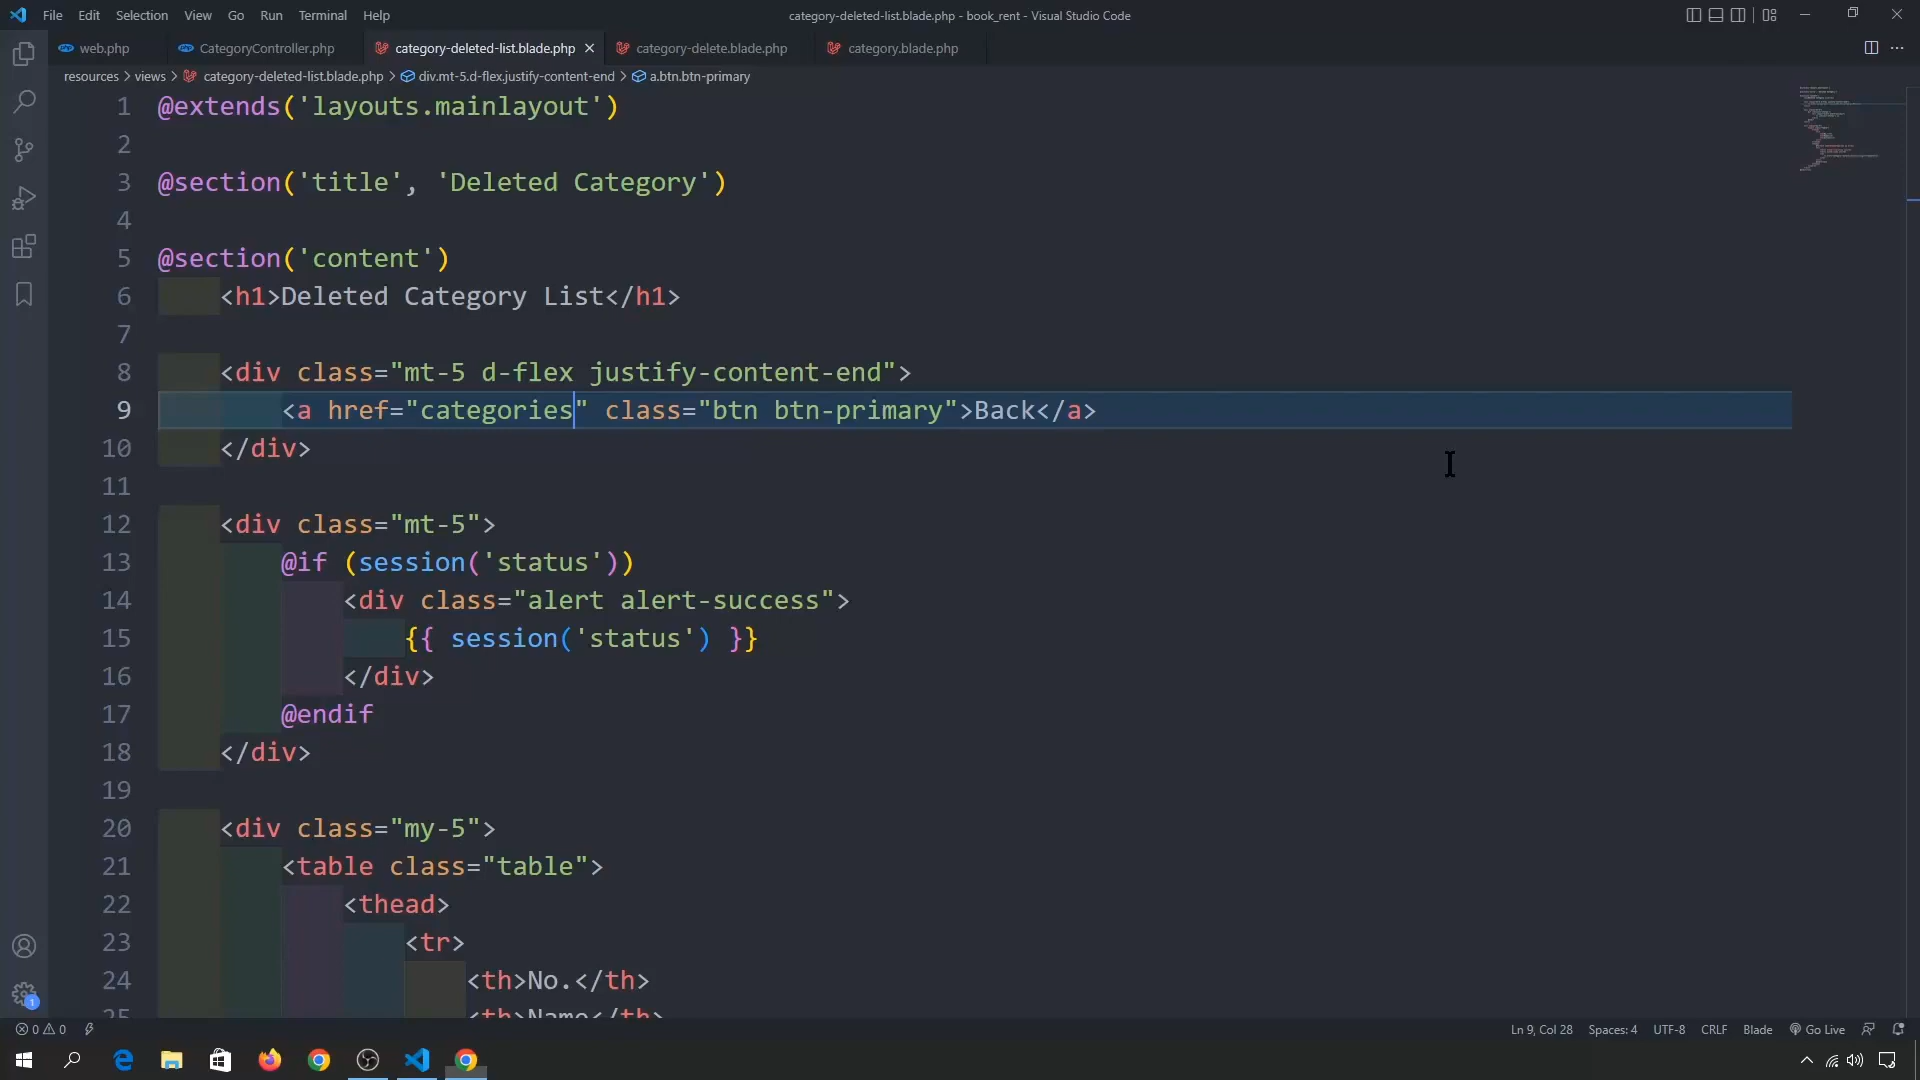 File Edit Selection View Go Run Terminal Help
category-deleted-list.blade.php - book_rent - Visual Studio Code
web.php CategoryController.php category-deleted-list.blade.php category-delete.blade.php category.blade.php
resources > views > category-deleted-list.blade.php > div.mt-5.d-flex.justify-content-end > a.btn.btn-primary
1 @extends('layouts.mainlayout')
2
3 @section('title', 'Deleted Category')
4
5 @section('content')
6 <h1>Deleted Category List</h1>
7
8 <div class="mt-5 d-flex justify-content-end">
9 <a href="categories" class="btn btn-primary">Back</a>
10 </div>
11
12 <div class="mt-5">
13 @if (session('status'))
14 <div class="alert alert-success">
15 {{ session('status') }}
16 </div>
17 @endif
18 </div>
19
20 <div class="my-5">
21 <table class="table">
22 <thead>
23 <tr>
24 <th>No.</th>
25 <th>Name</th>
0 0 Ln 9, Col 28 Spaces: 4 UTF-8 CRLF Blade Go Live
1